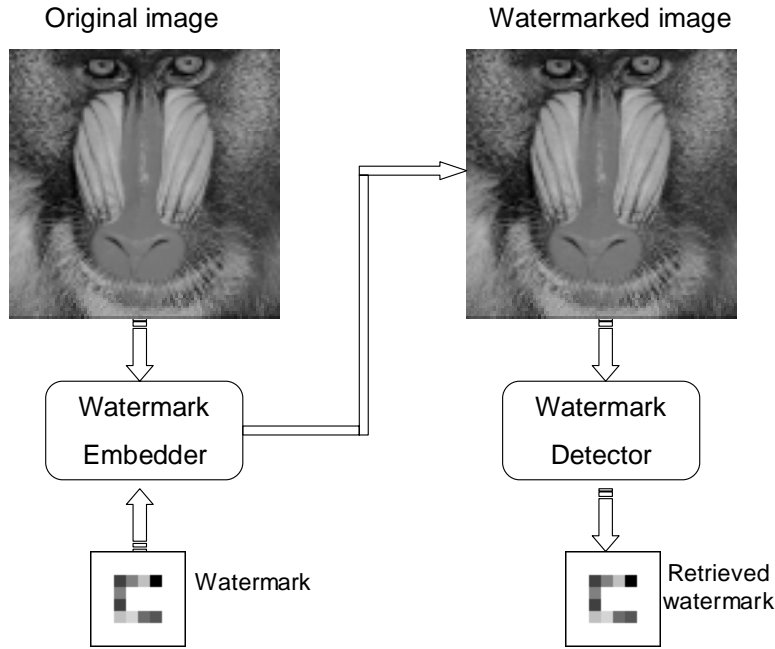 Original image
Watermarked image
Watermark
Embedder
Watermark
Detector
Watermark
Retrieved
watermark